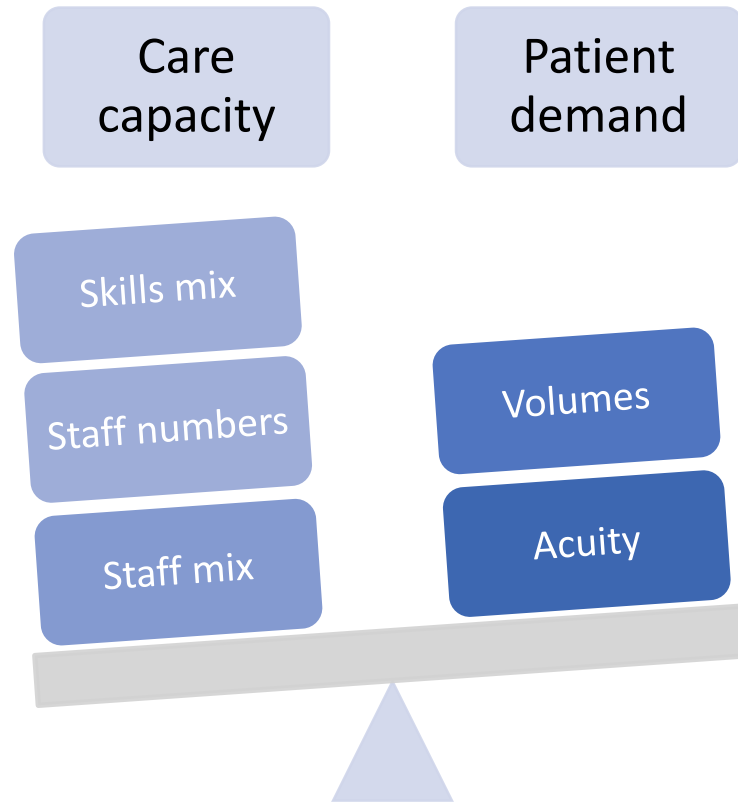 Care
capacity
Patient
demand
Skills mix
Staff numbers
Staff mix
Volumes
Acuity